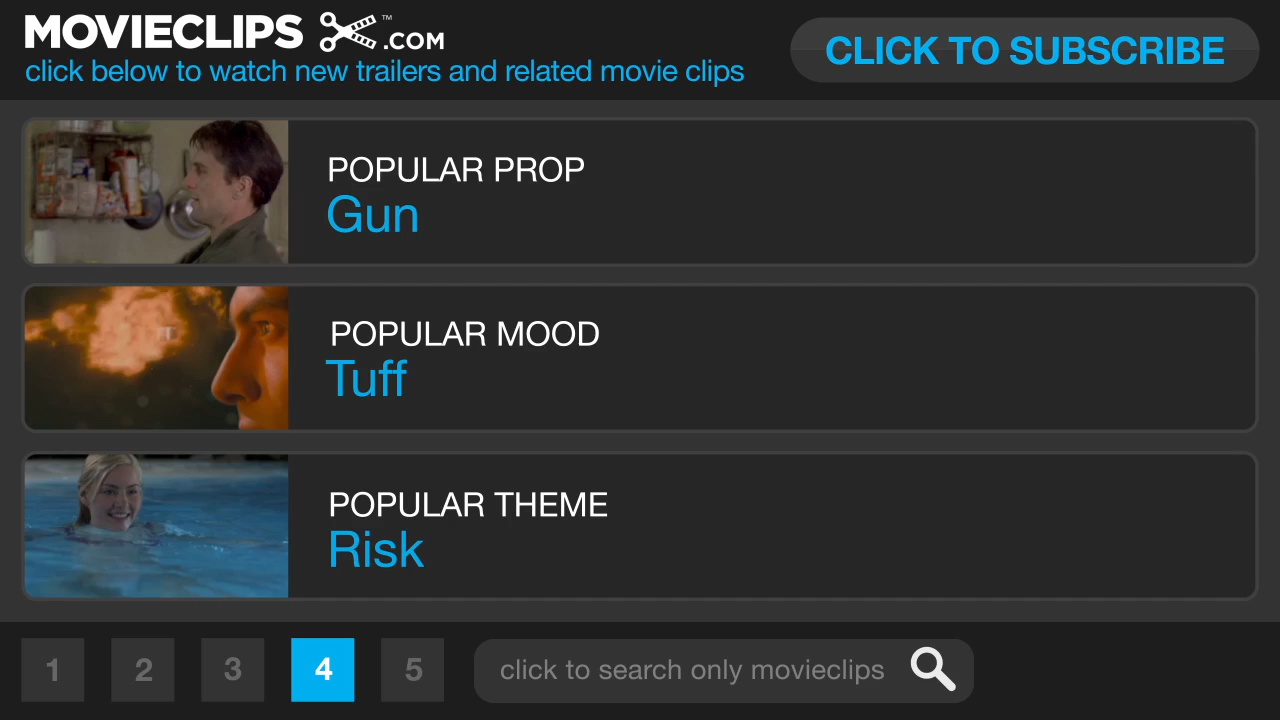 MOVIECLIPS ™ .COM
click below to watch new trailers and related movie clips
CLICK TO SUBSCRIBE
POPULAR PROP
Gun
POPULAR MOOD
Tuff
POPULAR THEME
Risk
1 2 3 4 5
click to search only movieclips